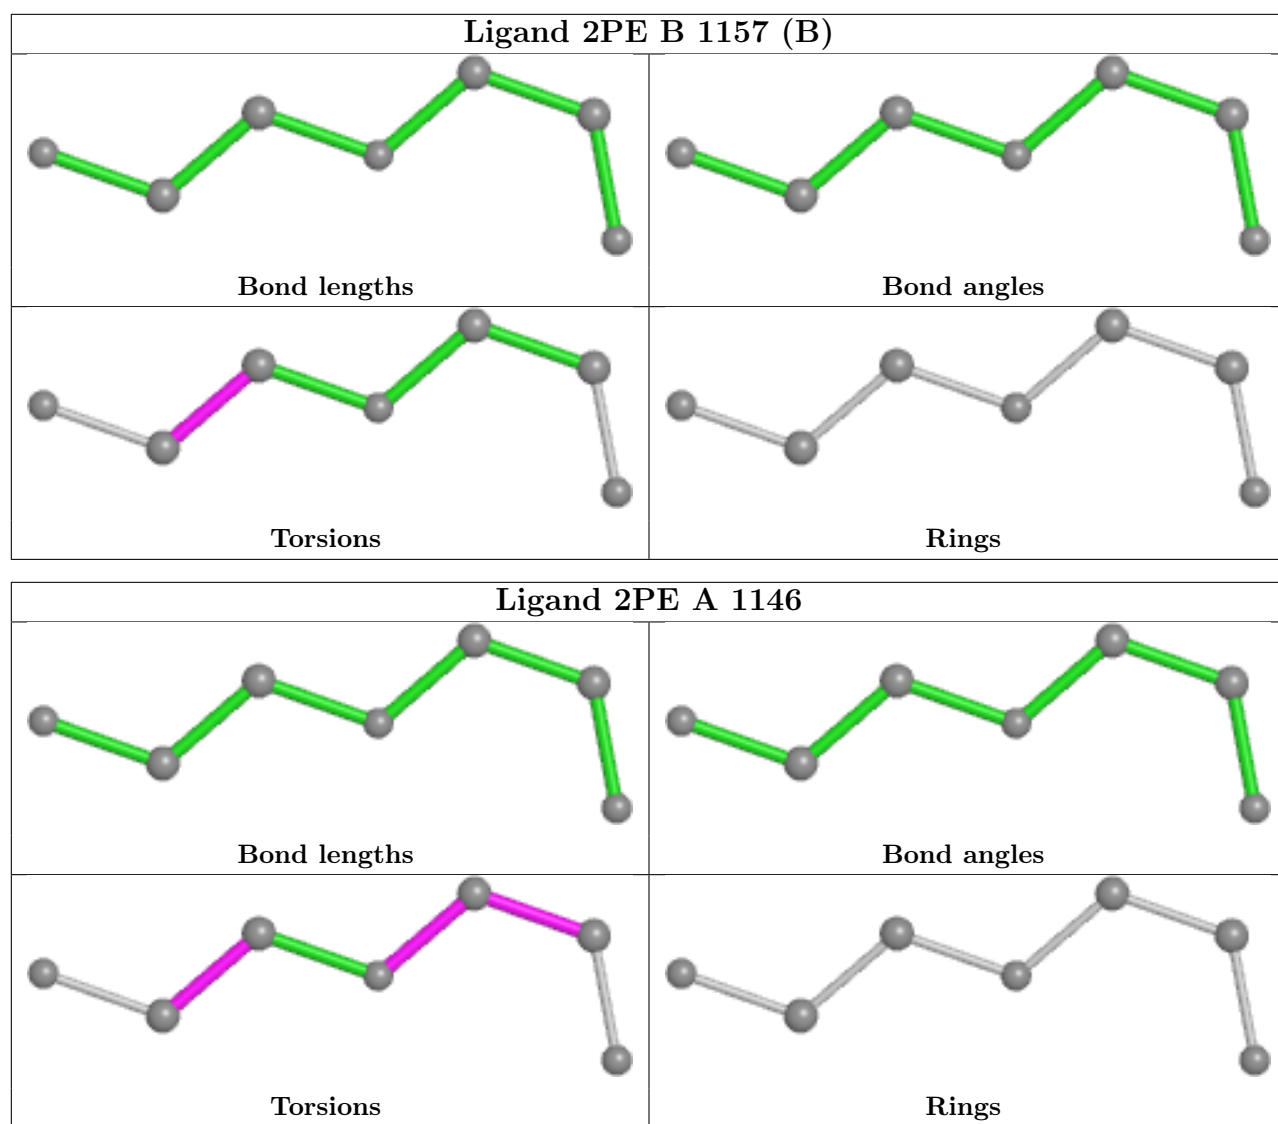 Ligand 2PE B 1157 (B)
Bond lengths
Bond angles
Torsions
Rings
Ligand 2PE A 1146
Bond lengths
Bond angles
Torsions
Rings